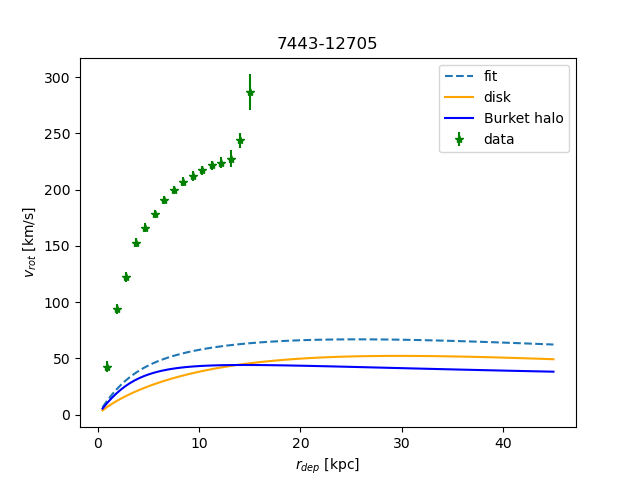 7443-12705
fit
disk
Burket halo
data
300
250
200
150
100
50
0
v_rot [km/s]
0 10 20 30 40
r_dep [kpc]